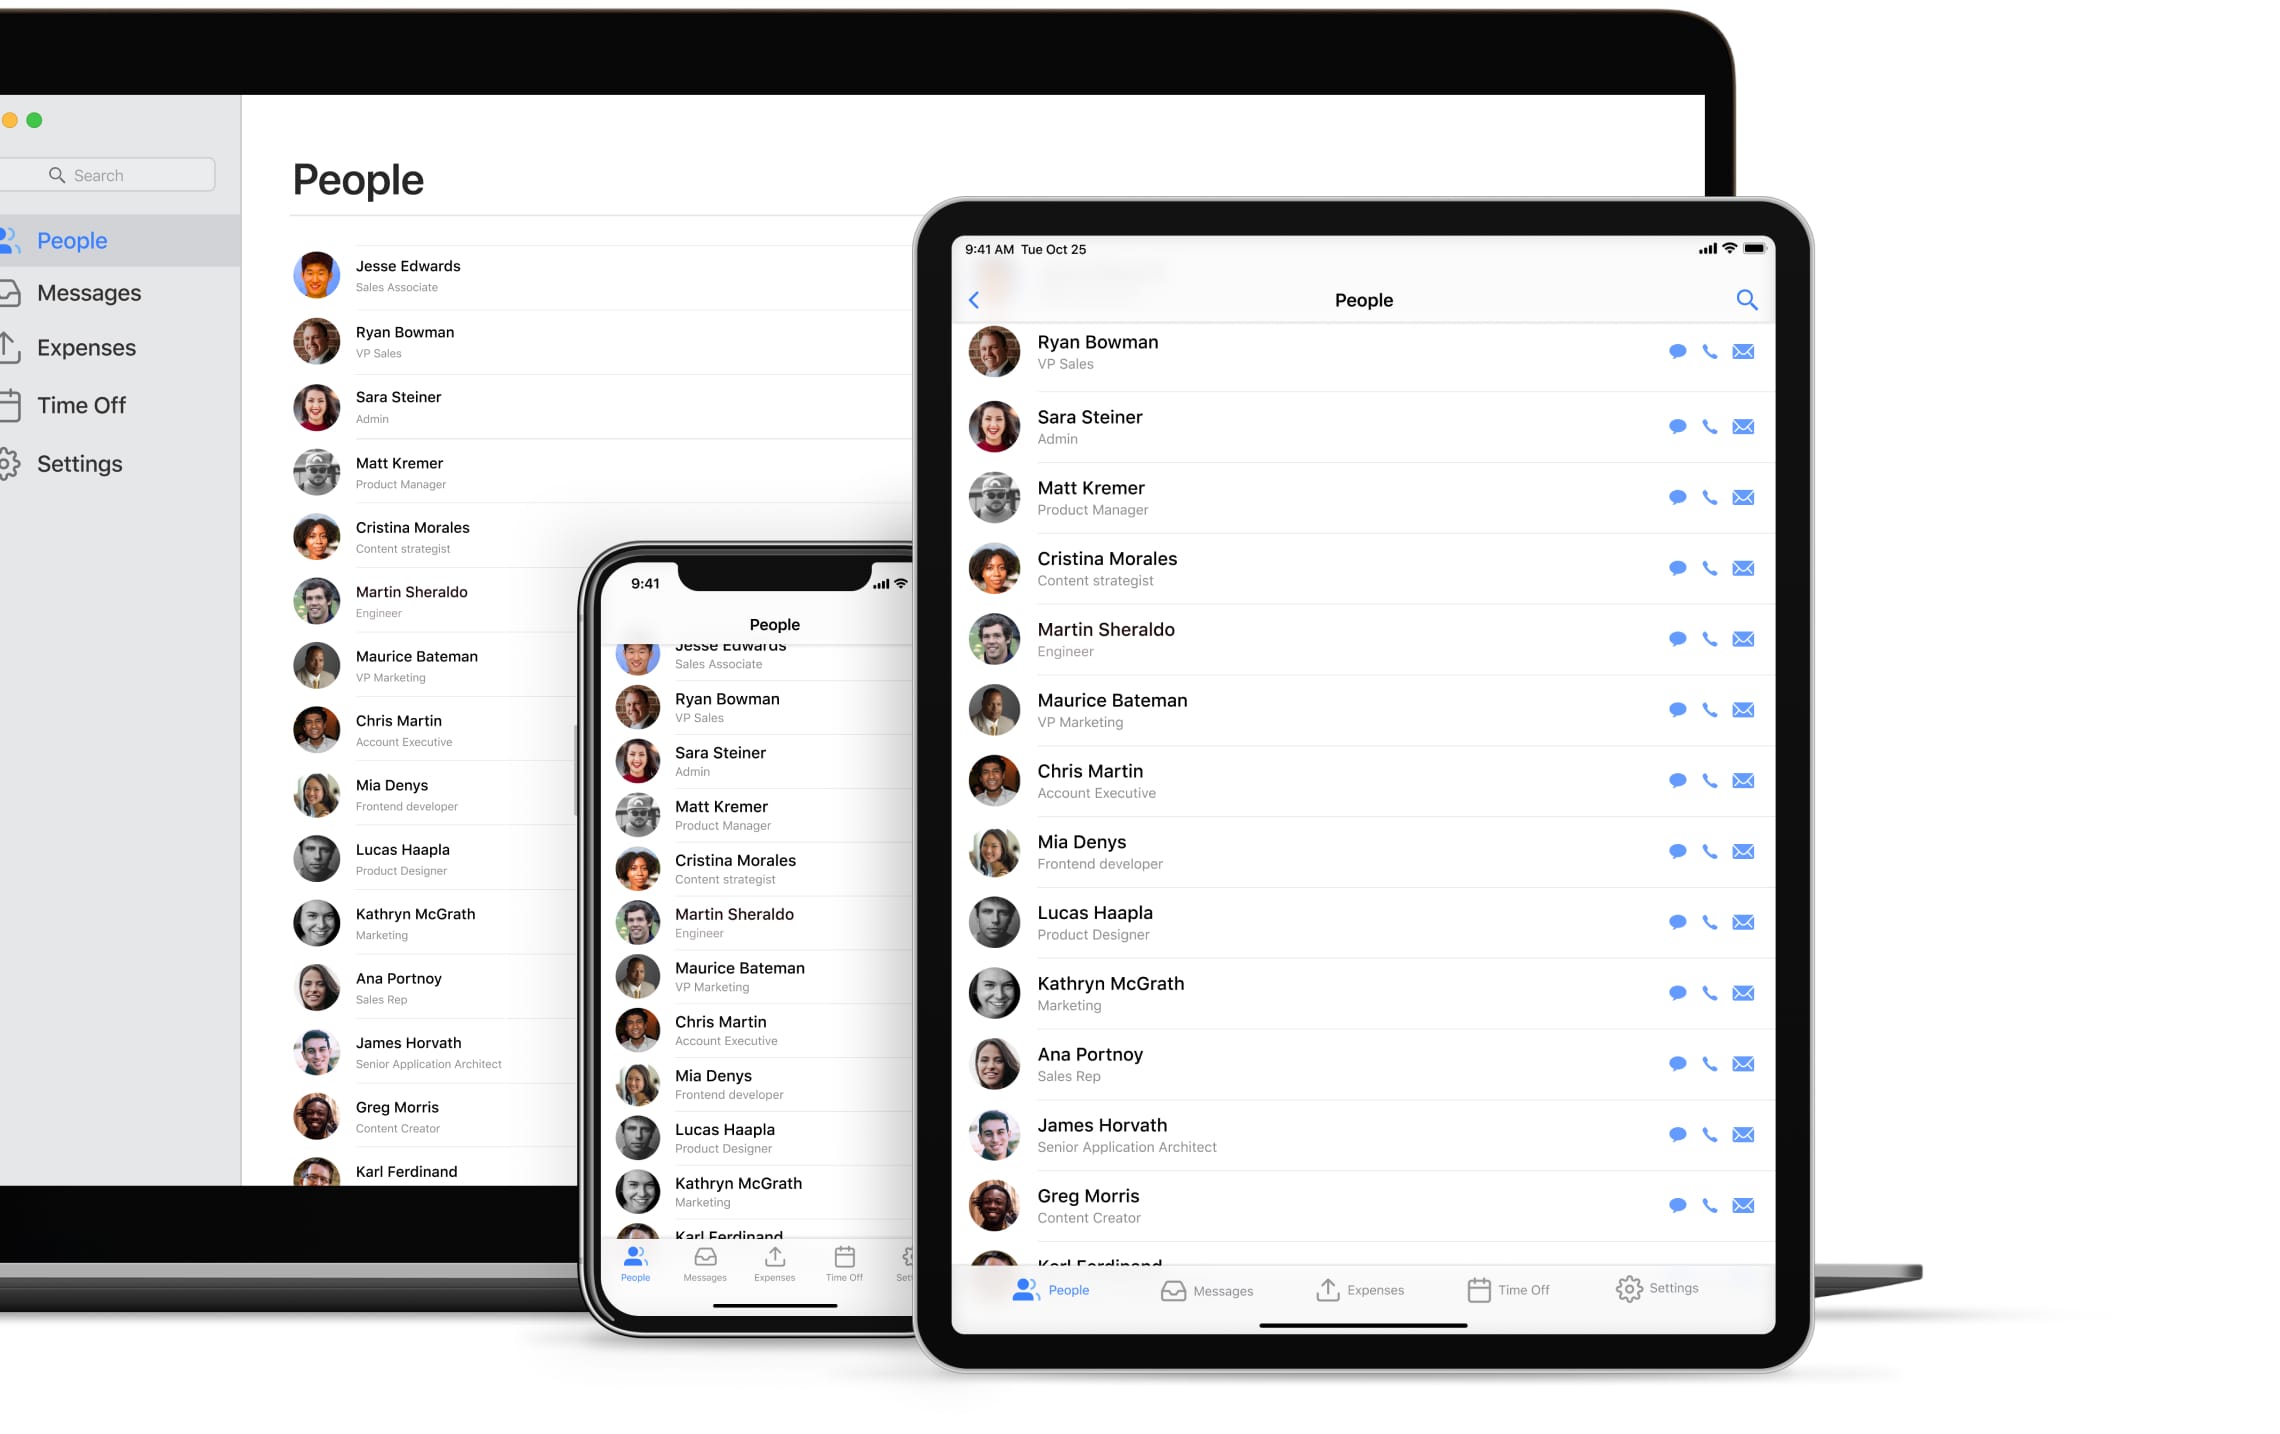 Search
People
Messages
Expenses
Time Off
Settings
People
Jesse Edwards
Sales Associate
Ryan Bowman
VP Sales
Sara Steiner
Admin
Matt Kremer
Product Manager
Cristina Morales
Content strategist
Martin Sheraldo
Engineer
Maurice Bateman
VP Marketing
Chris Martin
Account Executive
Mia Denys
Frontend developer
Lucas Haapla
Product Designer
Kathryn McGrath
Marketing
Ana Portnoy
Sales Rep
James Horvath
Senior Application Architect
Greg Morris
Content Creator
Karl Ferdinand
9:41
People
Jesse Edwards
Sales Associate
Ryan Bowman
VP Sales
Sara Steiner
Admin
Matt Kremer
Product Manager
Cristina Morales
Content strategist
Martin Sheraldo
Engineer
Maurice Bateman
VP Marketing
Chris Martin
Account Executive
Mia Denys
Frontend developer
Lucas Haapla
Product Designer
Kathryn McGrath
Marketing
Karl Ferdinand
People Messages Expenses Time Off Set
9:41 AM Tue Oct 25
People
Ryan Bowman
VP Sales
Sara Steiner
Admin
Matt Kremer
Product Manager
Cristina Morales
Content strategist
Martin Sheraldo
Engineer
Maurice Bateman
VP Marketing
Chris Martin
Account Executive
Mia Denys
Frontend developer
Lucas Haapla
Product Designer
Kathryn McGrath
Marketing
Ana Portnoy
Sales Rep
James Horvath
Senior Application Architect
Greg Morris
Content Creator
Karl Ferdinand
People Messages Expenses Time Off Settings